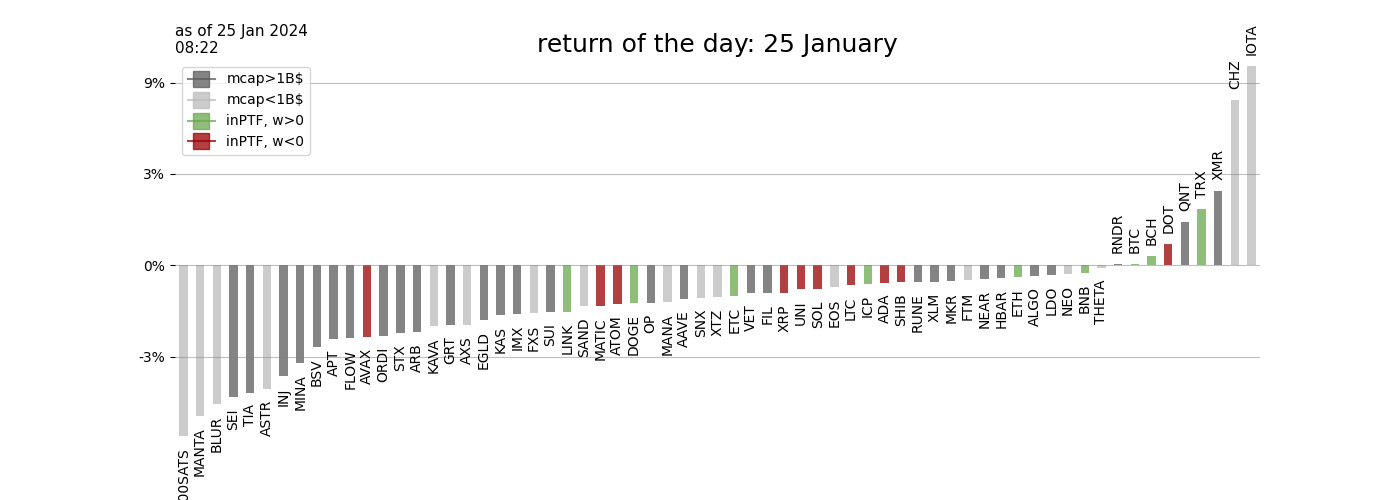 as of 25 Jan 2024
08:22
return of the day: 25 January
mcap>1B$
mcap<1B$
inPTF, w>0
inPTF, w<0
9%
3%
0%
-3%
00SATS
MANTA
BLUR
SEI
TIA
ASTR
INJ
MINA
BSV
APT
FLOW
AVAX
ORDI
STX
ARB
KAVA
GRT
AXS
EGLD
KAS
IMX
FXS
SUI
LINK
SAND
MATIC
ATOM
DOGE
OP
MANA
AAVE
SNX
XTZ
ETC
VET
FIL
XRP
UNI
SOL
EOS
LTC
ICP
ADA
SHIB
RUNE
XLM
MKR
FTM
NEAR
HBAR
ETH
ALGO
LDO
NEO
BNB
THETA
RNDR
BTC
BCH
DOT
QNT
TRX
XMR
CHZ
IOTA